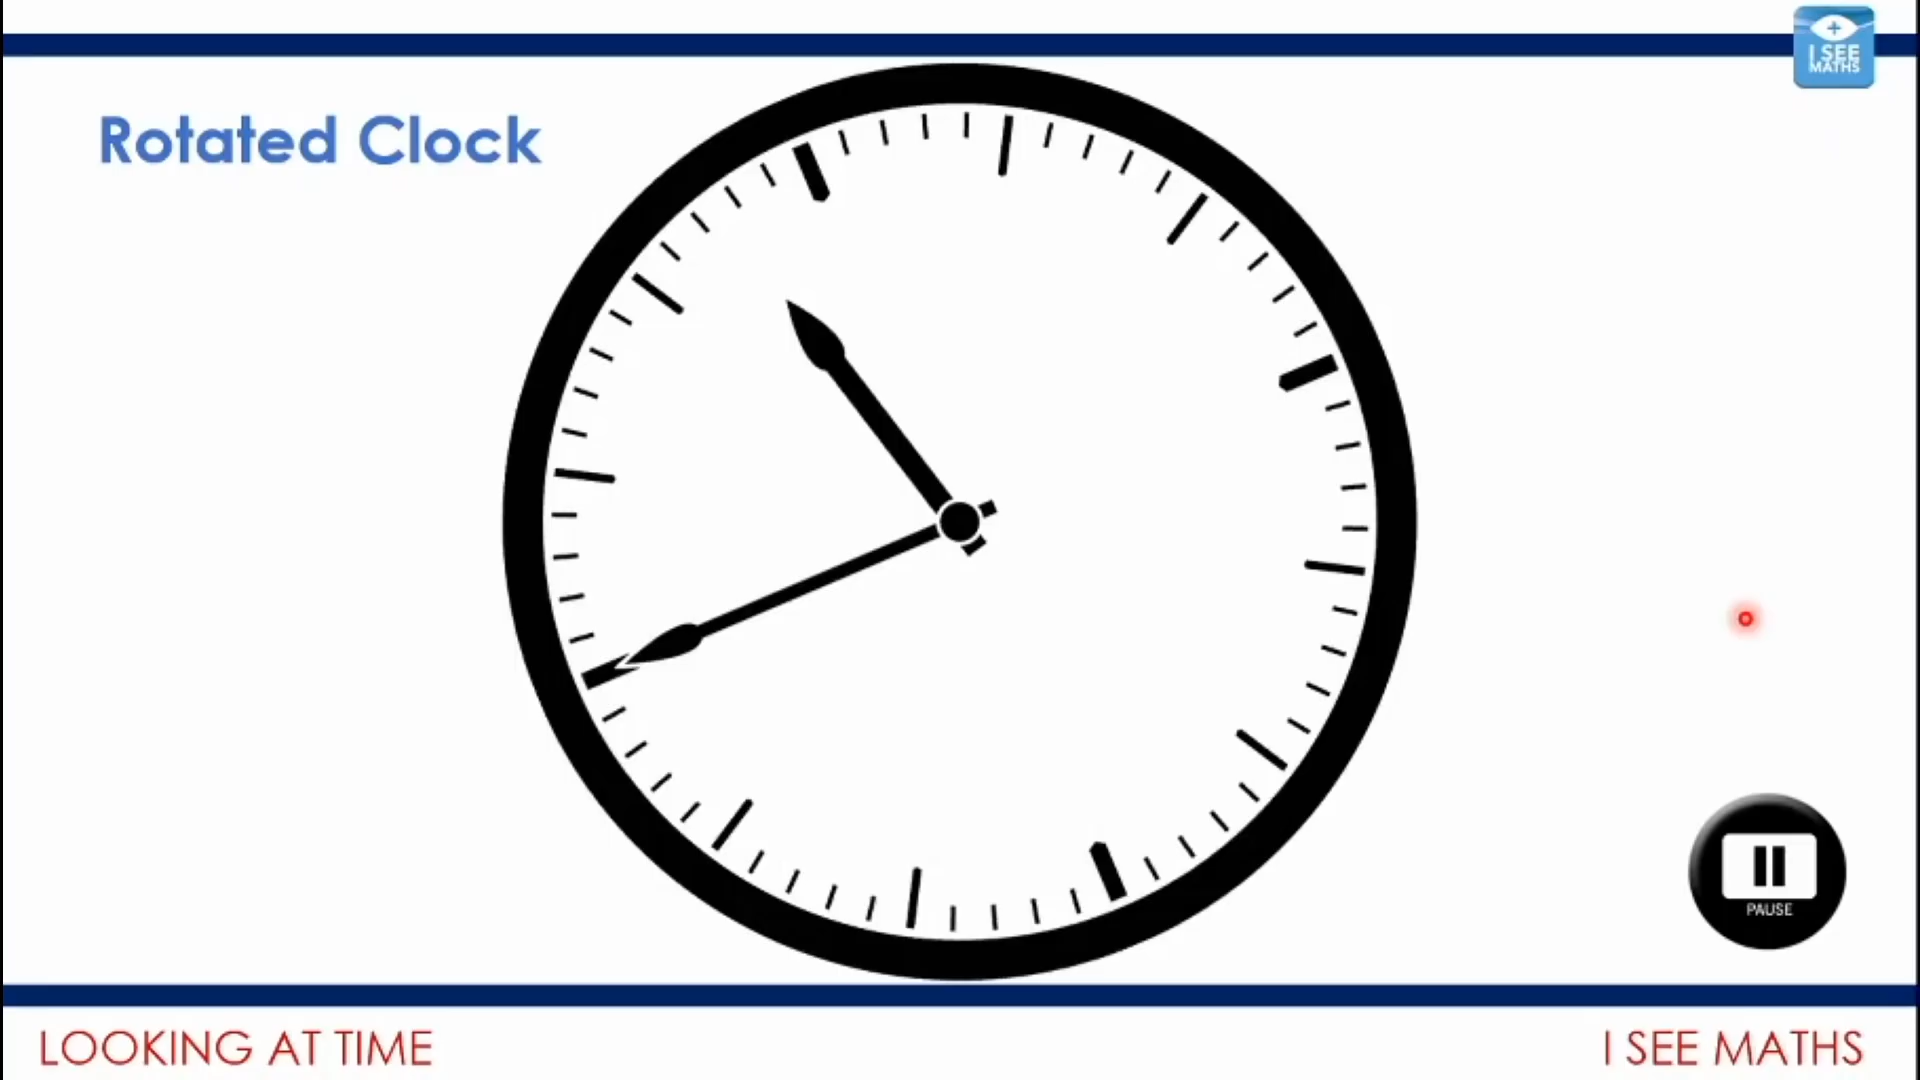 I SEE
MATHS
Rotated Clock
PAUSE
LOOKING AT TIME
I SEE MATHS